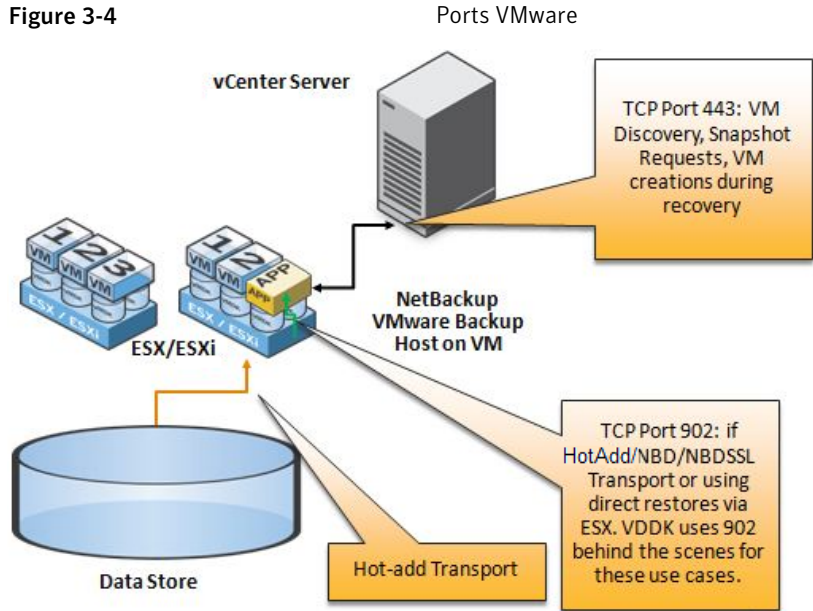 Figure 3-4
Ports VMware
vCenter Server
TCP Port 443: VM
Discovery, Snapshot
Requests, VM
creations during
recovery
1 2 3
VM VM VM
ESX / ESXi
1 2 APP
VM VM APP
ESX / ESXi
ESX/ESXi
NetBackup
VMware Backup
Host on VM
TCP Port 902: if
HotAdd/NBD/NBDSSL
Transport or using
direct restores via
ESX. VDDK uses 902
behind the scenes for
these use cases.
Hot-add Transport
Data Store